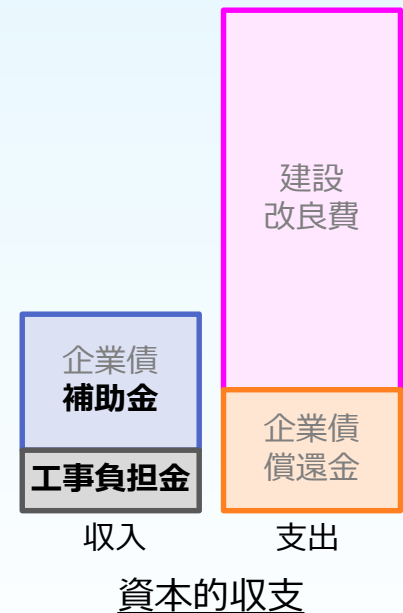 建設
改良費
企業債
補助金
工事負担金
企業債
償還金
収入
支出
資本的収支